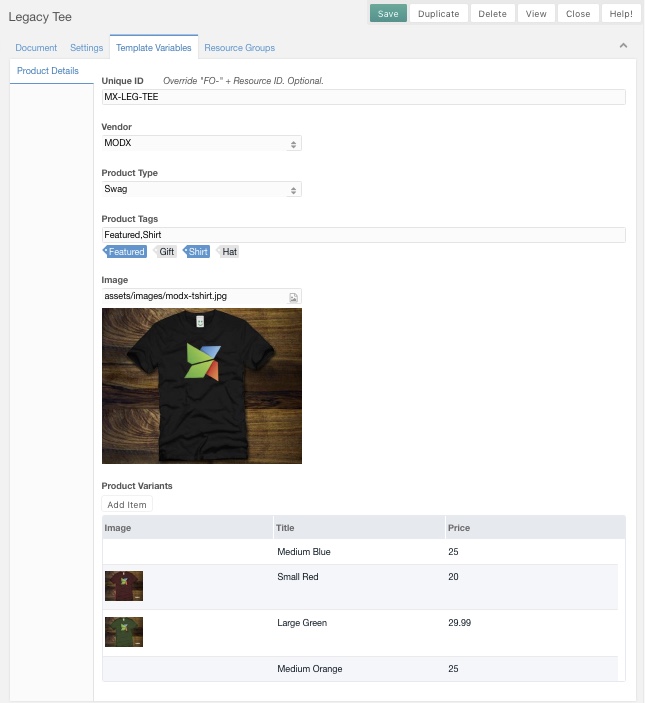 Legacy Tee
Save Duplicate Delete View Close Help!
Document Settings Template Variables Resource Groups
Product Details
Unique ID Override "FO-" + Resource ID. Optional.
MX-LEG-TEE
Vendor
MODX
Product Type
Swag
Product Tags
Featured,Shirt
Featured Gift Shirt Hat
Image
assets/images/modx-tshirt.jpg
Product Variants
Add Item
Image Title Price
Medium Blue 25
Small Red 20
Large Green 29.99
Medium Orange 25